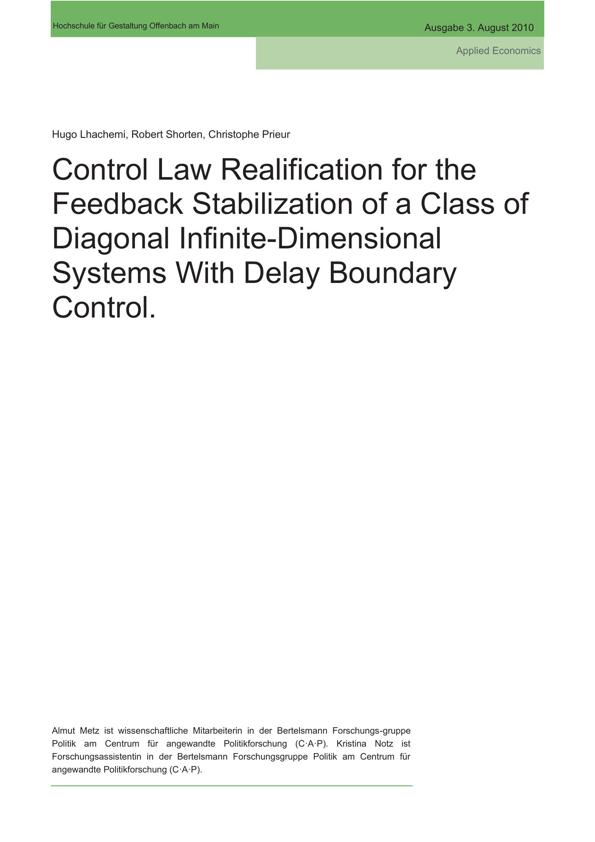 Hochschule für Gestaltung Offenbach am Main
Ausgabe 3. August 2010
Applied Economics
Hugo Lhachemi, Robert Shorten, Christophe Prieur
Control Law Realification for the
Feedback Stabilization of a Class of
Diagonal Infinite-Dimensional
Systems With Delay Boundary
Control.
Almut Metz ist wissenschaftliche Mitarbeiterin in der Bertelsmann Forschungs-gruppe
Politik am Centrum für angewandte Politikforschung (C·A·P). Kristina Notz ist
Forschungsassistentin in der Bertelsmann Forschungsgruppe Politik am Centrum für
angewandte Politikforschung (C·A·P).